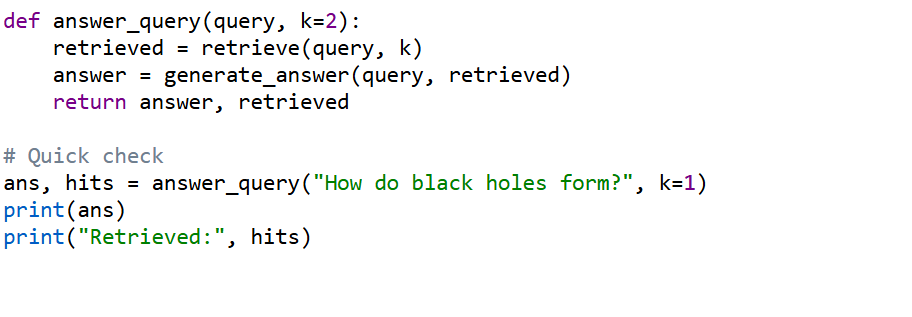 def answer_query(query, k=2):
    retrieved = retrieve(query, k)
    answer = generate_answer(query, retrieved)
    return answer, retrieved

# Quick check
ans, hits = answer_query("How do black holes form?", k=1)
print(ans)
print("Retrieved:", hits)